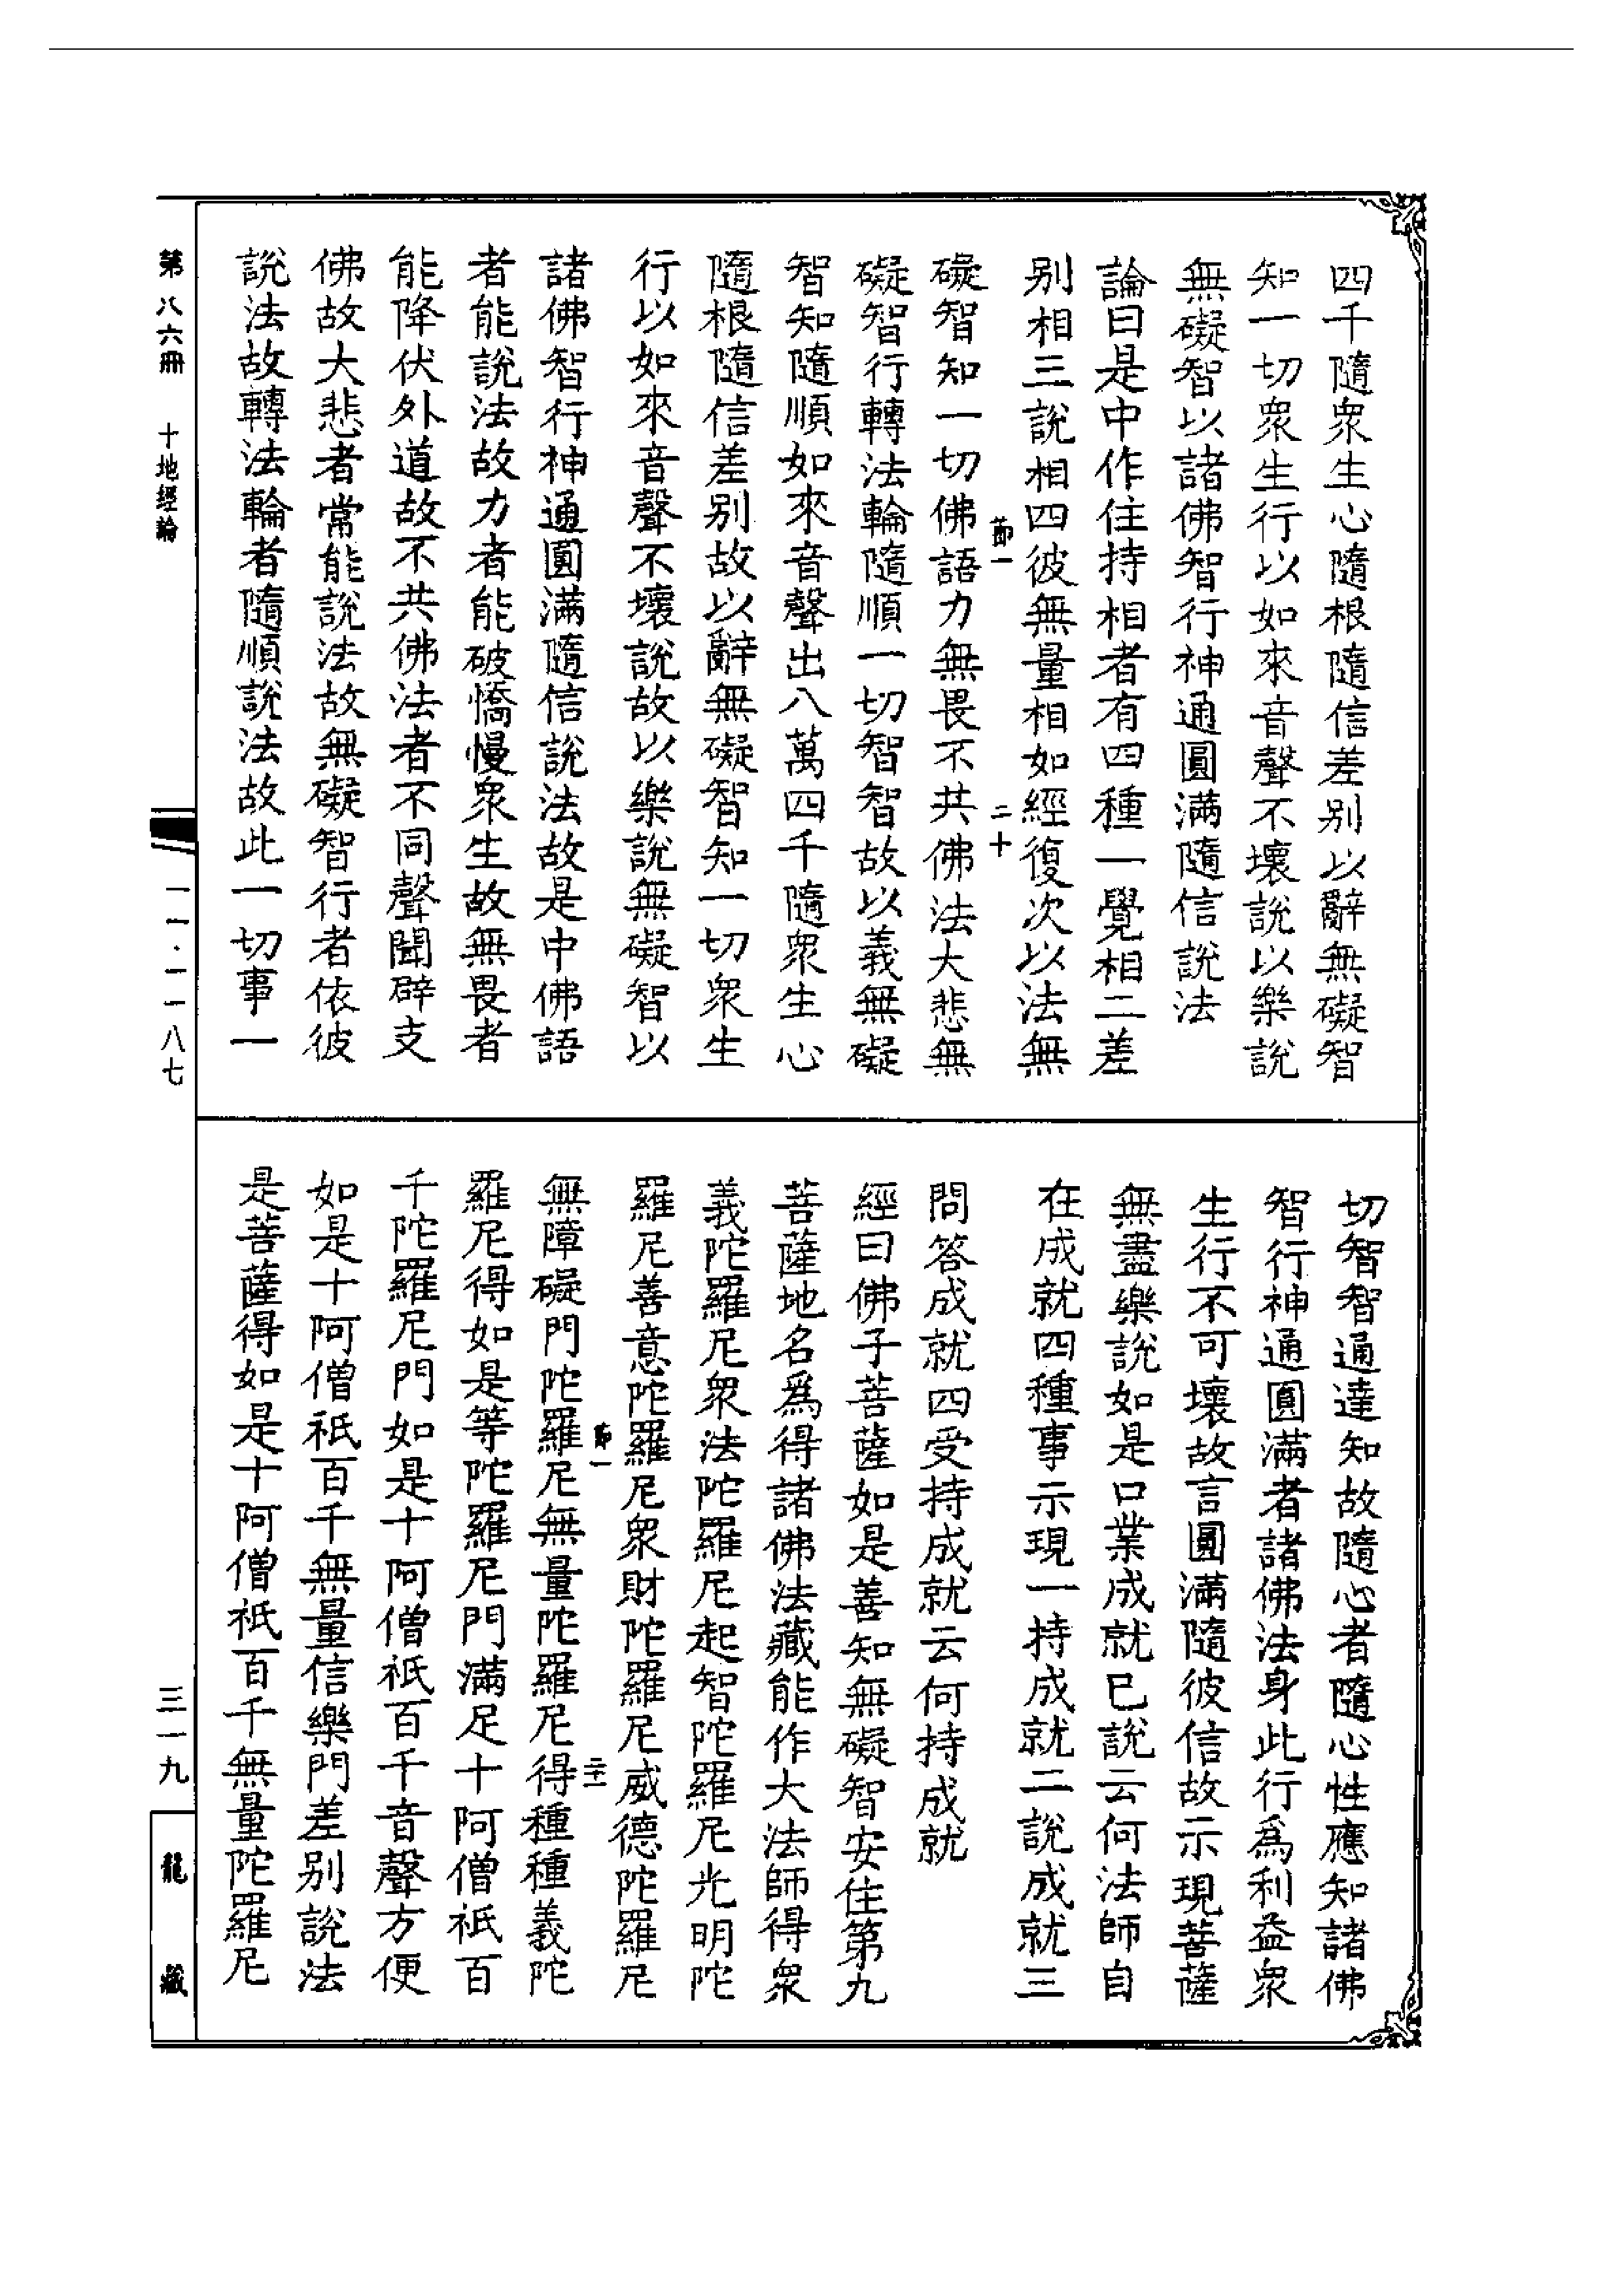 四千隨衆生心隨根隨信差别以辭無礙智
知一切衆生行以如來音聲不壞說以樂說
無礙智以諸佛智行神通圓滿隨信說法
論曰是中作住持相者有四種一覺相二差
别相三說相四彼無量相如經復次以法無
節一 二十
礙智知一切佛語力無畏不共佛法大悲無
礙智行轉法輪隨順一切智智故以義無礙
智知隨順如來音聲出八萬四千隨衆生心
隨根隨信差别故以辭無礙智知一切衆生
行以如來音聲不壞說故以樂說無礙智以
諸佛智行神通圓滿隨信說法故是中佛語
者能說法故力者能破憍慢衆生故無畏者
能降伏外道故不共佛法者不同聲聞辟支
佛故大悲者常能說法故無礙智行者依彼
說法故轉法輪者隨順說法故此一切事一
切智智通達知故隨心者隨心性應知諸佛
智行神通圓滿者諸佛法身此行爲利益衆
生行不可壞故言圓滿隨彼信故示現菩薩
無盡樂說如是口業成就已說云何法師自
在成就四種事示現一持成就二說成就三
問答成就四受持成就云何持成就
經曰佛子菩薩如是善知無礙智安住第九
菩薩地名爲得諸佛法藏能作大法師得衆
義陀羅尼衆法陀羅尼起智陀羅尼光明陀
羅尼善意陀羅尼衆財陀羅尼威德陀羅尼
節一 二十一
無障礙門陀羅尼無量陀羅尼得種種義陀
羅尼得如是等陀羅尼門滿足十阿僧祇百
千陀羅尼門如是十阿僧祇百千音聲方便
如是十阿僧祇百千無量信樂門差别說法
是菩薩得如是十阿僧祇百千無量陀羅尼
第八六冊 十地經論
一一·一一八七
三一九
龍藏